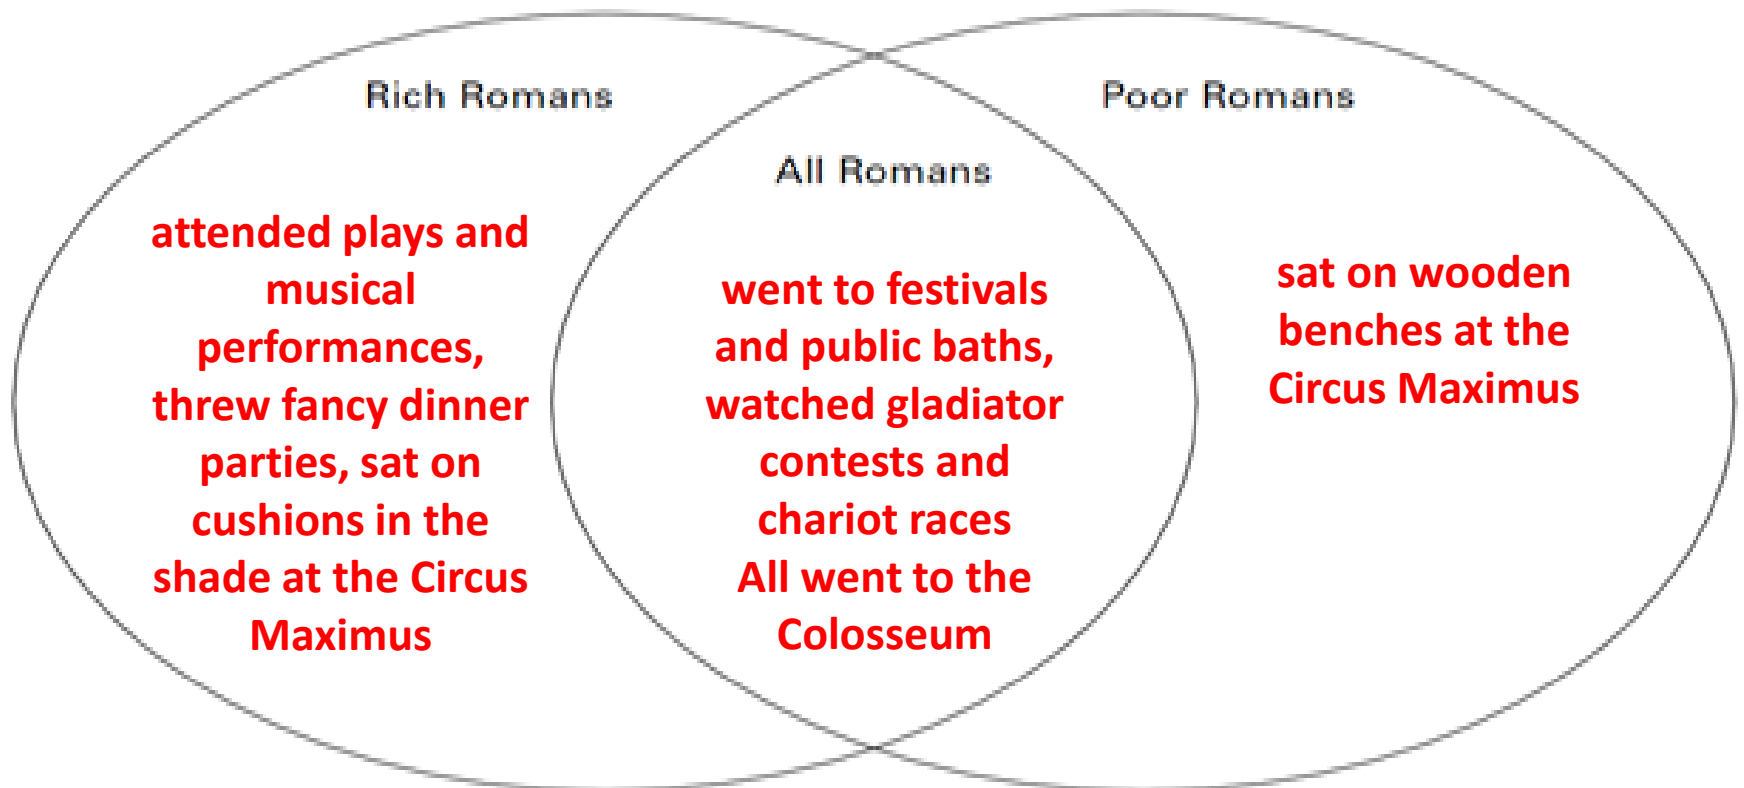 Rich Romans
attended plays and
musical
performances,
threw fancy dinner
parties, sat on
cushions in the
shade at the Circus
Maximus
All Romans
went to festivals
and public baths,
watched gladiator
contests and
chariot races
All went to the
Colosseum
Poor Romans
sat on wooden
benches at the
Circus Maximus